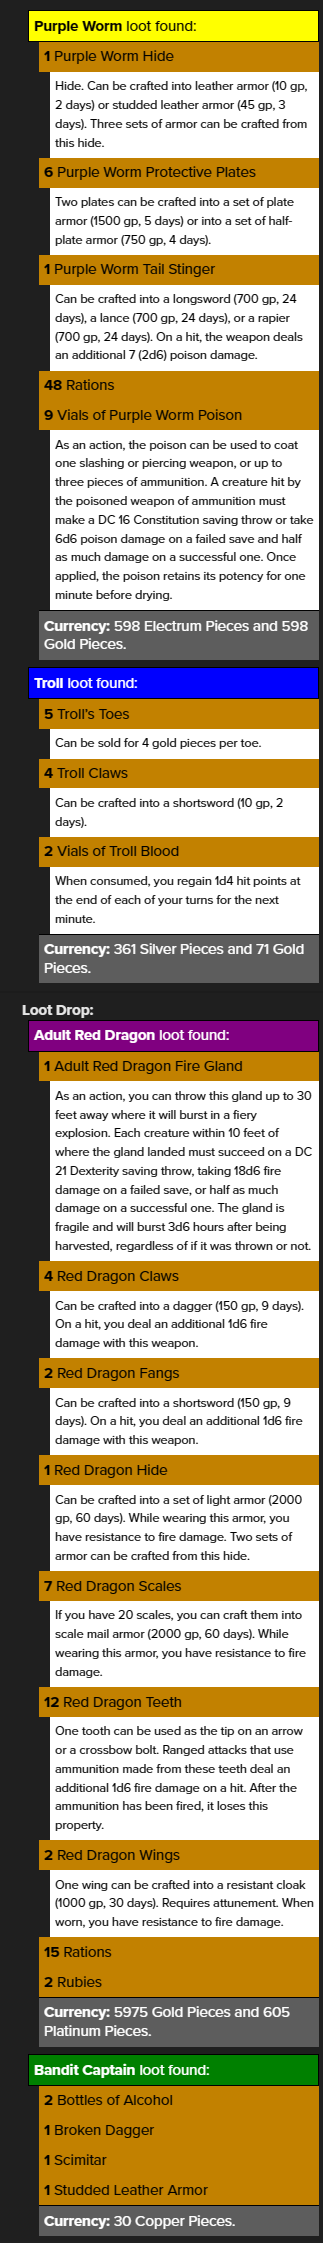 Purple Worm loot found:
1 Purple Worm Hide
Hide. Can be crafted into leather armor (10 gp,
2 days) or studded leather armor (45 gp, 3
days). Three sets of armor can be crafted from
this hide.
6 Purple Worm Protective Plates
Two plates can be crafted into a set of plate
armor (1500 gp, 5 days) or into a set of half-
plate armor (750 gp, 4 days).
1 Purple Worm Tail Stinger
Can be crafted into a longsword (700 gp, 24
days), a lance (700 gp, 24 days), or a rapier
(700 gp, 24 days). On a hit, the weapon deals
an additional 7 (2d6) poison damage.
48 Rations
9 Vials of Purple Worm Poison
As an action, the poison can be used to coat
one slashing or piercing weapon, or up to
three pieces of ammunition. A creature hit by
the poisoned weapon of ammunition must
make a DC 16 Constitution saving throw or take
6d6 poison damage on a failed save and half
as much damage on a successful one. Once
applied, the poison retains its potency for one
minute before drying.
Currency: 598 Electrum Pieces and 598
Gold Pieces.
Troll loot found:
5 Troll's Toes
Can be sold for 4 gold pieces per toe.
4 Troll Claws
Can be crafted into a shortsword (10 gp, 2
days).
2 Vials of Troll Blood
When consumed, you regain 1d4 hit points at
the end of each of your turns for the next
minute.
Currency: 361 Silver Pieces and 71 Gold
Pieces.
Loot Drop:
Adult Red Dragon loot found:
1 Adult Red Dragon Fire Gland
As an action, you can throw this gland up to 30
feet away where it will burst in a fiery
explosion. Each creature within 10 feet of
where the gland landed must succeed on a DC
21 Dexterity saving throw, taking 18d6 fire
damage on a failed save, or half as much
damage on a successful one. The gland is
fragile and will burst 3d6 hours after being
harvested, regardless of if it was thrown or not.
4 Red Dragon Claws
Can be crafted into a dagger (150 gp, 9 days).
On a hit, you deal an additional 1d6 fire
damage with this weapon.
2 Red Dragon Fangs
Can be crafted into a shortsword (150 gp, 9
days). On a hit, you deal an additional 1d6 fire
damage with this weapon.
1 Red Dragon Hide
Can be crafted into a set of light armor (2000
gp, 60 days). While wearing this armor, you
have resistance to fire damage. Two sets of
armor can be crafted from this hide.
7 Red Dragon Scales
If you have 20 scales, you can craft them into
scale mail armor (2000 gp, 60 days). While
wearing this armor, you have resistance to fire
damage.
12 Red Dragon Teeth
One tooth can be used as the tip on an arrow
or a crossbow bolt. Ranged attacks that use
ammunition made from these teeth deal an
additional 1d6 fire damage on a hit. After the
ammunition has been fired, it loses this
property.
2 Red Dragon Wings
One wing can be crafted into a resistant cloak
(1000 gp, 30 days). Requires attunement. When
worn, you have resistance to fire damage.
15 Rations
2 Rubies
Currency: 5975 Gold Pieces and 605
Platinum Pieces.
Bandit Captain loot found:
2 Bottles of Alcohol
1 Broken Dagger
1 Scimitar
1 Studded Leather Armor
Currency: 30 Copper Pieces.